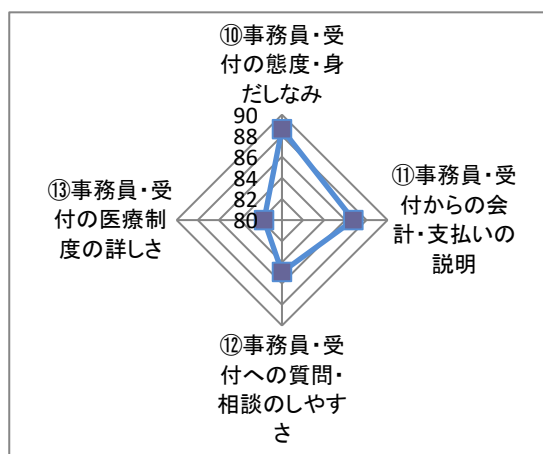 ⑩事務員・受
付の態度・身
だしなみ
90
88
86
84
82
80
⑪事務員・受
付からの会
計・支払いの
説明
⑫事務員・受
付への質問・
相談のしやす
さ
⑬事務員・受
付の医療制
度の詳しさ